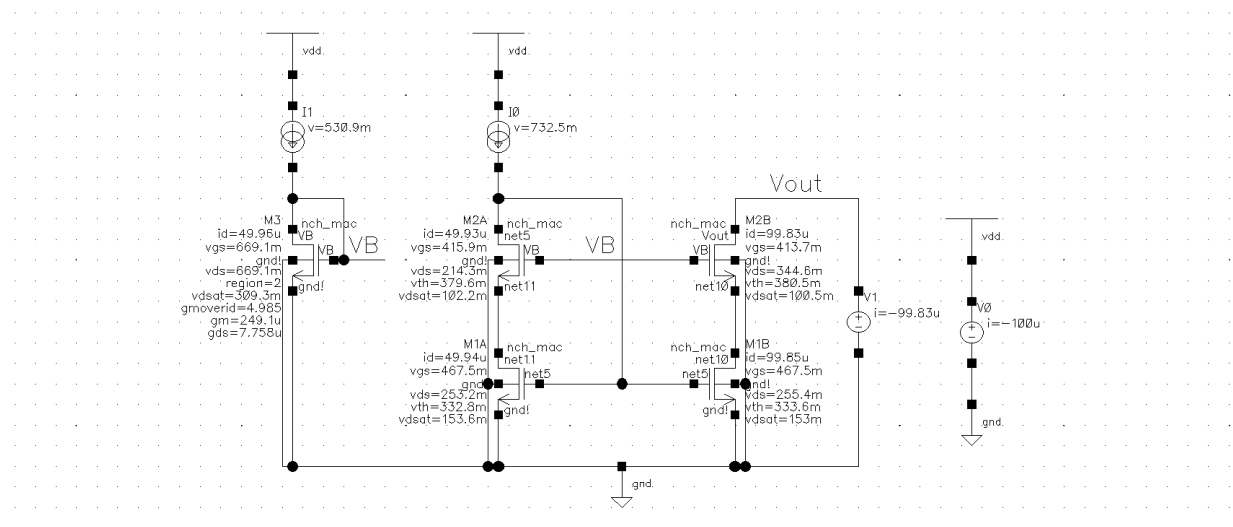 vdd.
vdd.
I1
v=530.9m
I0
v=732.5m
Vout
M3
nch_mac
id=49.96u
VB
vgs=669.1m
VB
VB
gnd!
vds=669.1m
gnd!
region=2
vdsat=309.3m
gmoverid=4.985
gm=249.1u
gds=7.758u
M2A
nch_mac
id=49.93u
net5
vgs=415.9m
VB
gnd!
vds=214.3m
vth=379.6m
net11
vdsat=102.2m
VB
nch_mac
M2B
Vout
id=99.83u
VB
vgs=413.7m
gnd!
vds=344.6m
vth=380.5m
net10
vdsat=100.5m
M1A
nch_mac
id=49.94u
net11
vgs=467.5m
net5
gnd!
vds=253.2m
gnd!
vth=332.8m
vdsat=153.6m
nch_mac
M1B
net10
id=99.85u
net5
vgs=467.5m
gnd!
vds=255.4m
gnd!
vth=333.6m
vdsat=153m
V1
i=-99.83u
vdd.
V0
i=-100u
gnd.
gnd.